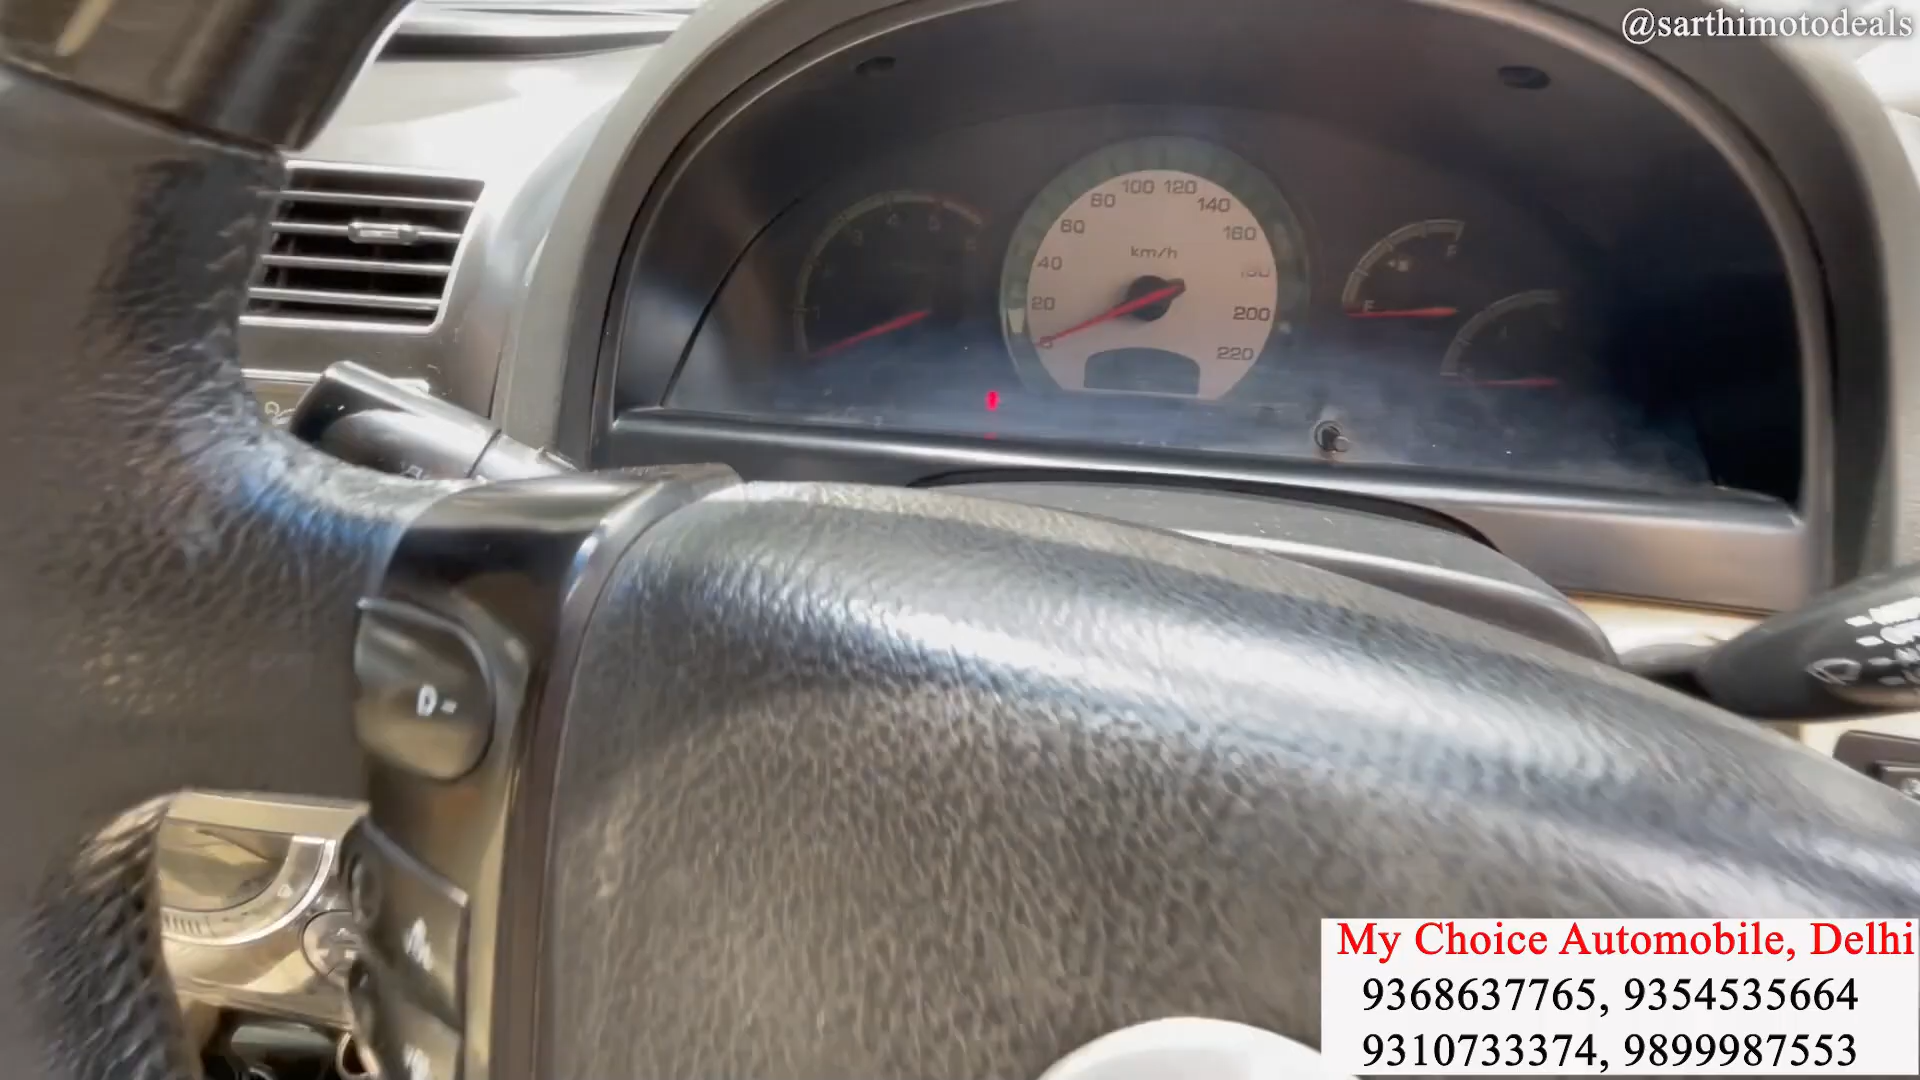 @sarthimotodeals
100 120
80 140
60 160
km/h
40
20 200
220
My Choice Automobile, Delhi
9368637765, 9354535664
9310733374, 9899987553